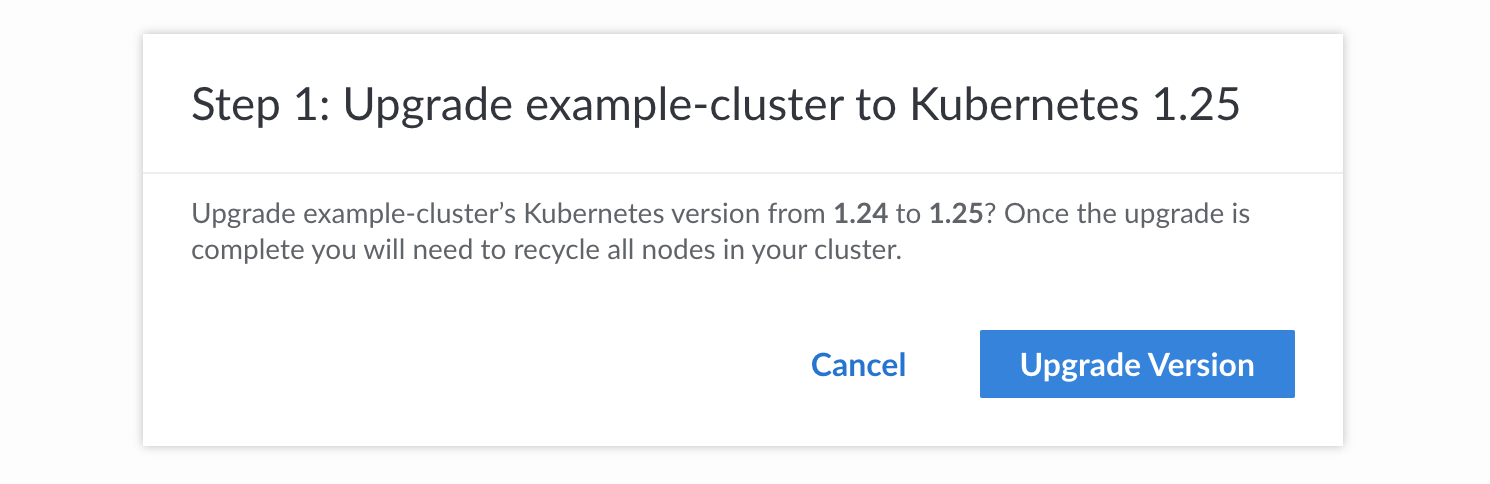 Step 1: Upgrade example-cluster to Kubernetes 1.25
Upgrade example-cluster’s Kubernetes version from 1.24 to 1.25? Once the upgrade is
complete you will need to recycle all nodes in your cluster.
Cancel
Upgrade Version